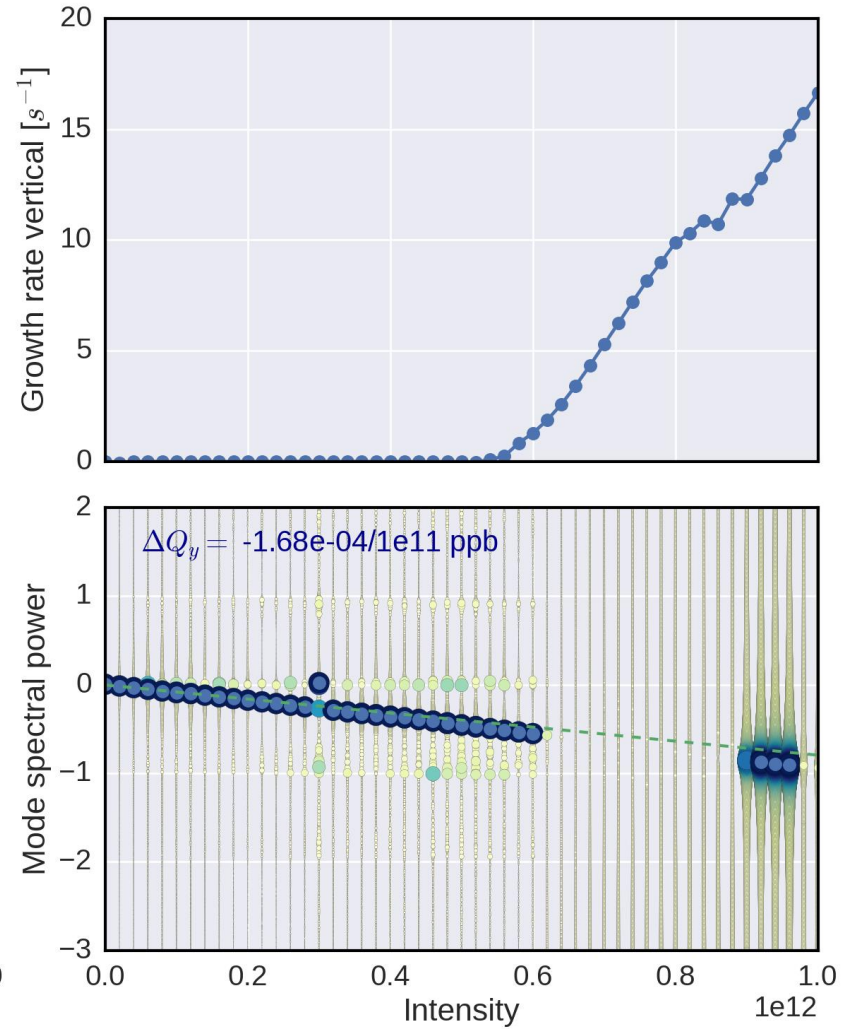 20
15
10
5
0
Growth rate vertical [s⁻¹]
2
1
0
−1
−2
−3
Mode spectral power
ΔQ_y = -1.68e-04/1e11 ppb
0
0.0 0.2 0.4 0.6 0.8 1.0
Intensity
1e12